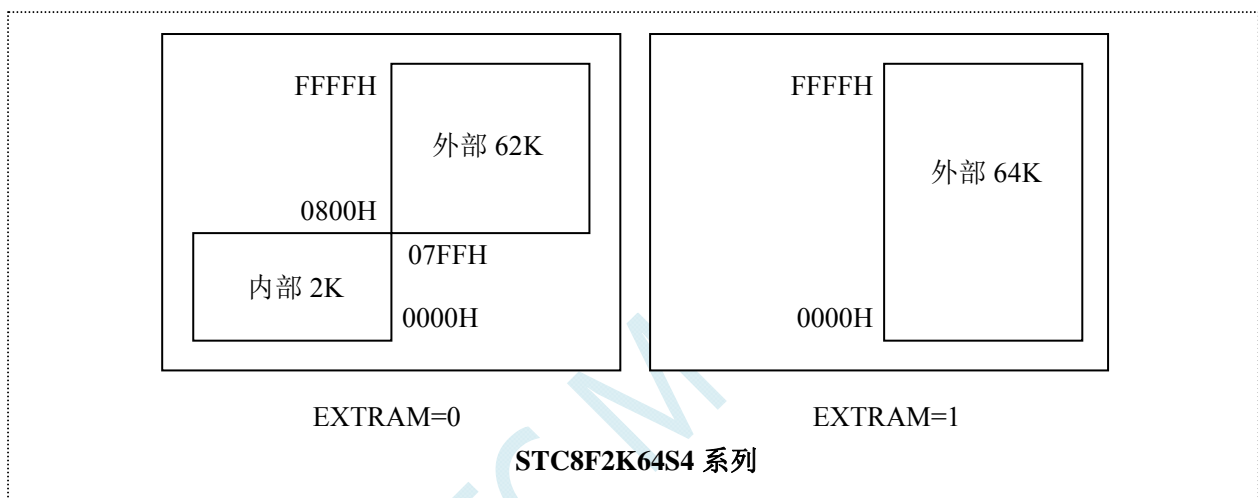 FFFFH
外部 62K
0800H
07FFH
内部 2K
0000H
EXTRAM=0
FFFFH
外部 64K
0000H
EXTRAM=1
STC8F2K64S4 系列